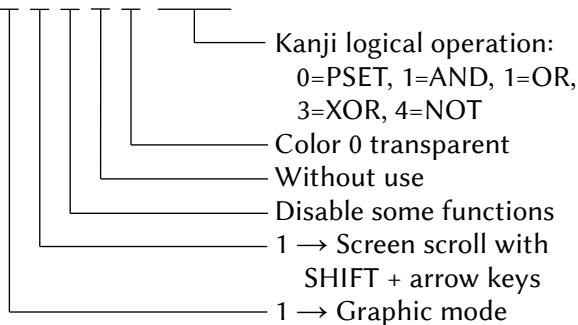 Kanji logical operation:
0=PSET, 1=AND, 1=OR,
3=XOR, 4=NOT
Color 0 transparent
Without use
Disable some functions
1 → Screen scroll with
SHIFT + arrow keys
1 → Graphic mode